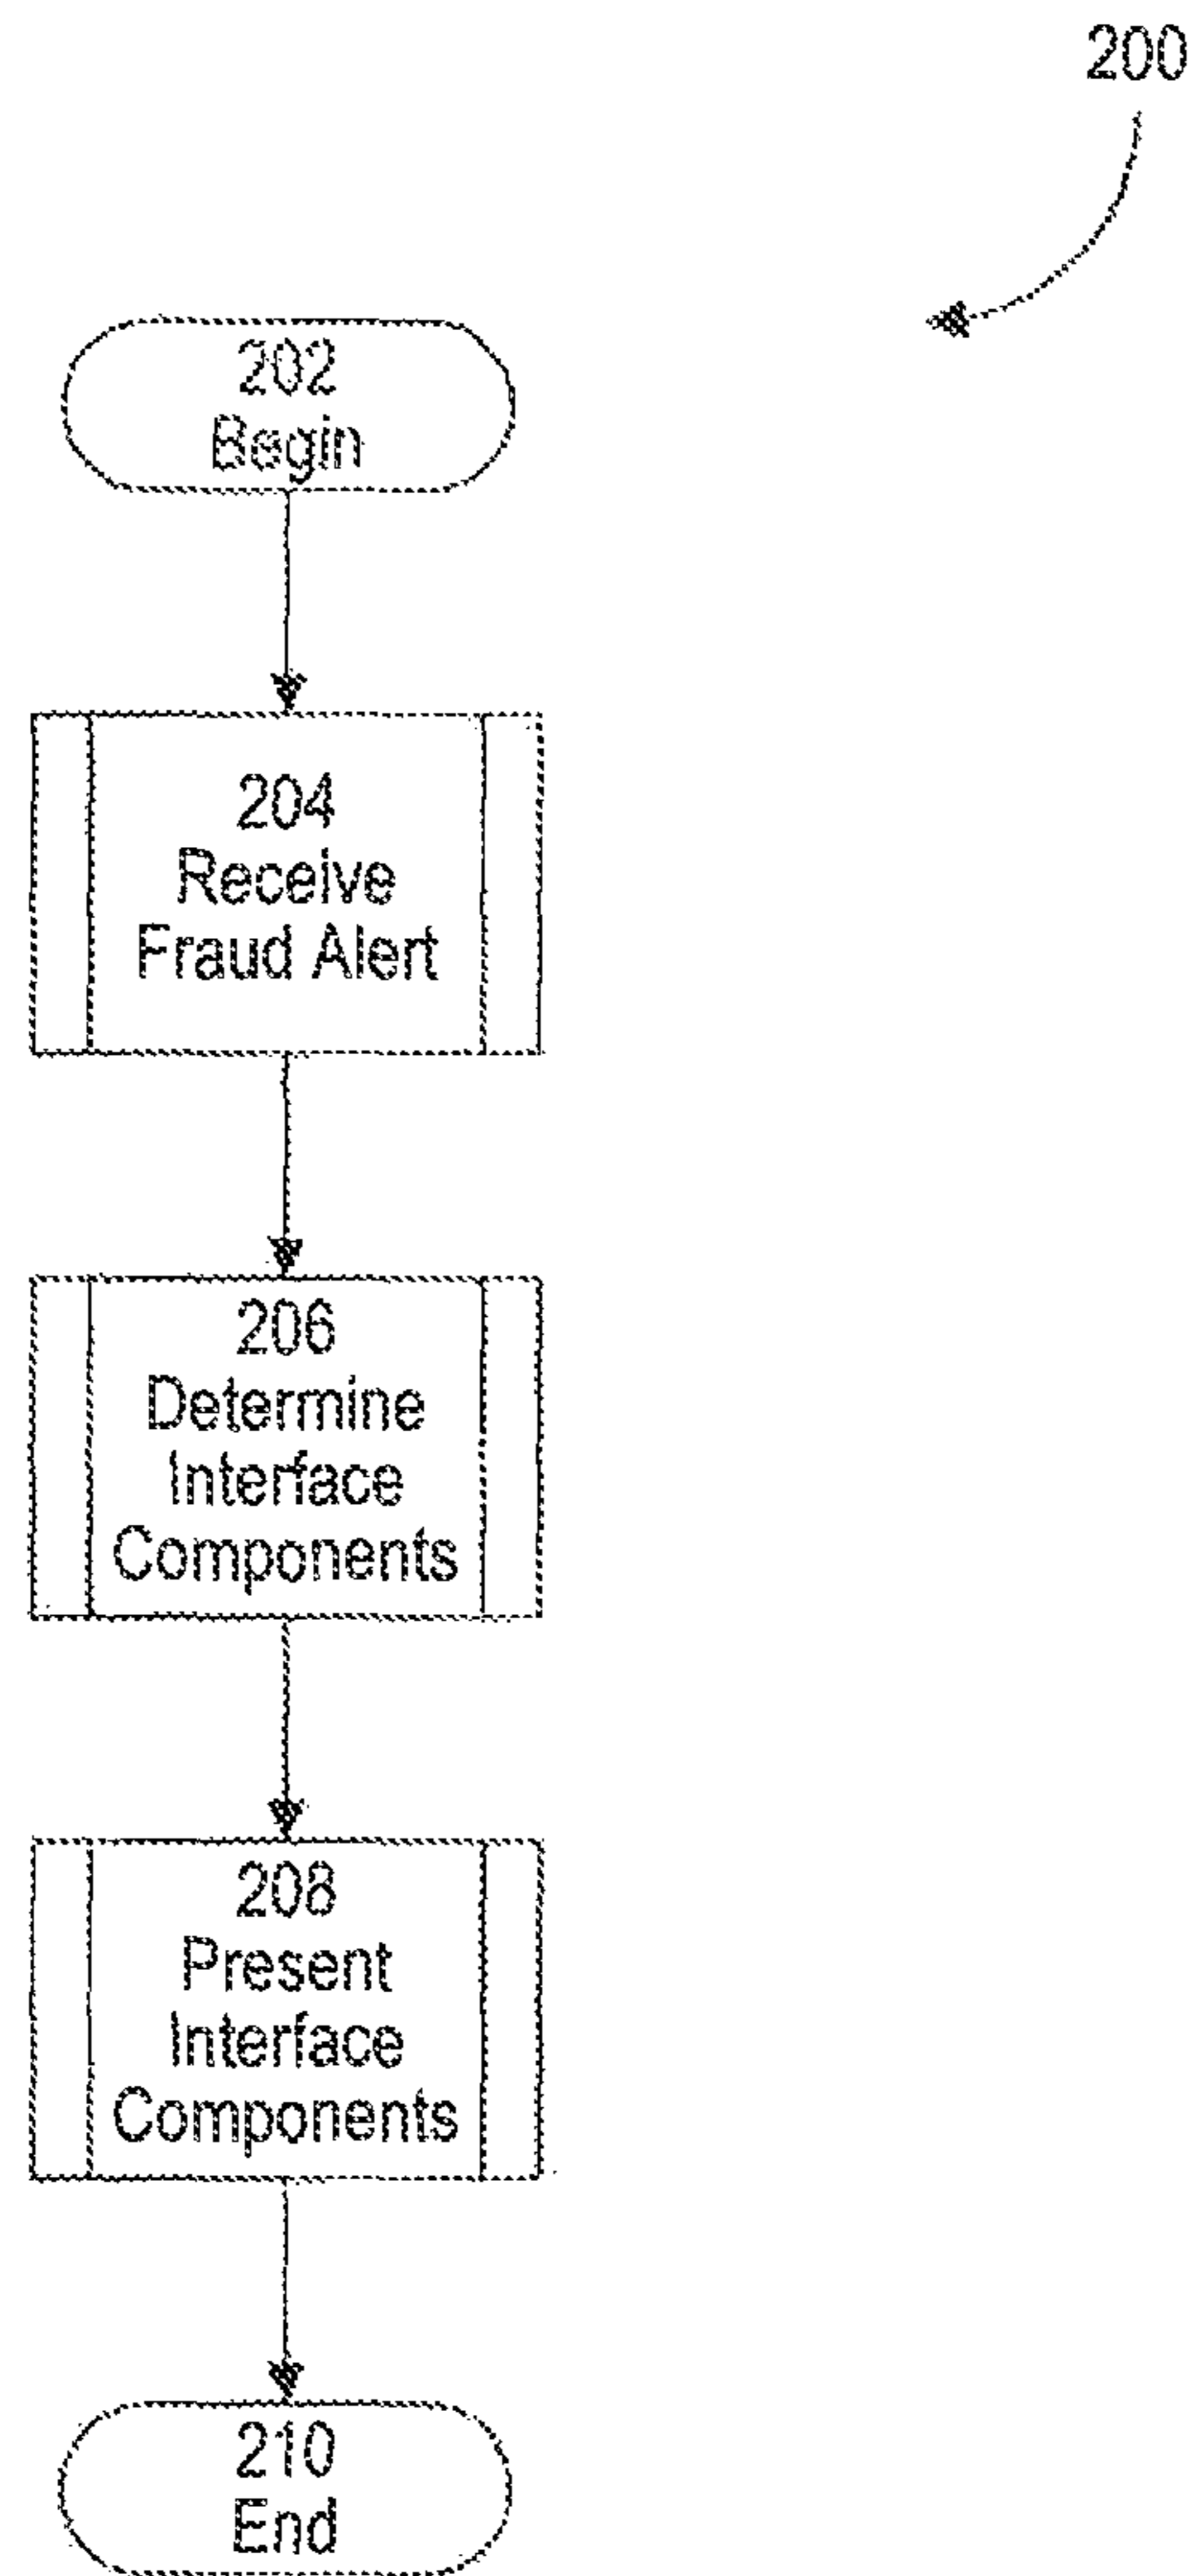 200
202
Begin
204
Receive
Fraud Alert
206
Determine
Interface
Components
208
Present
Interface
Components
210
End